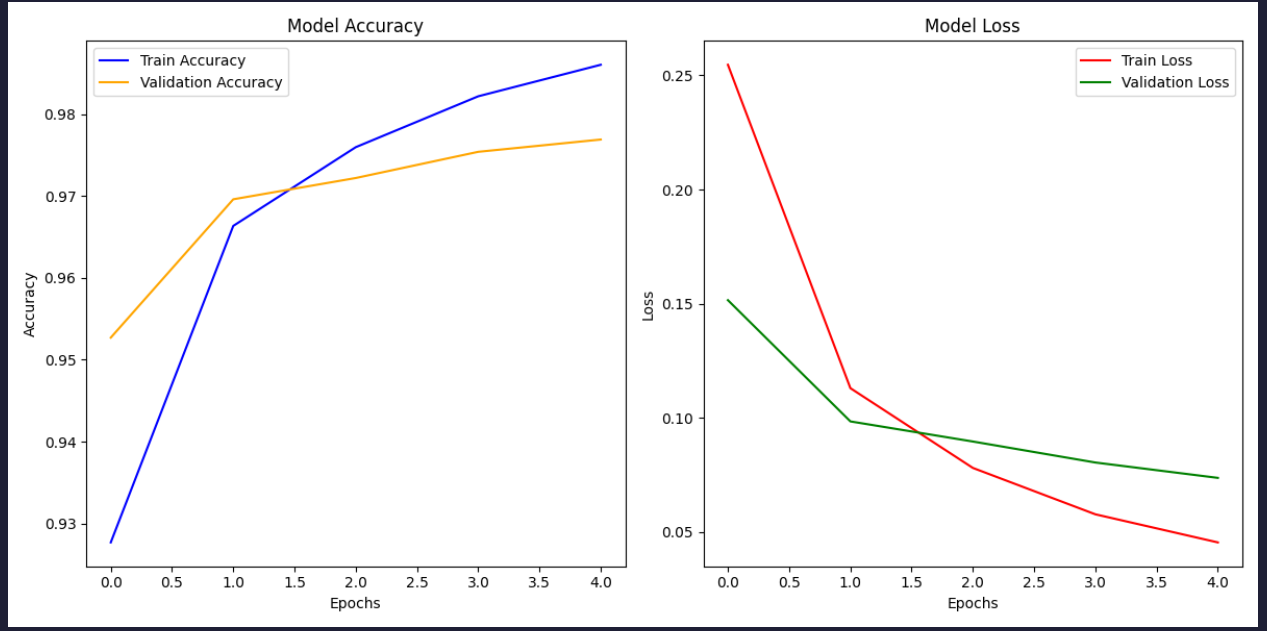 Model Accuracy
Train Accuracy
Validation Accuracy
0.98
0.97
0.96
0.95
0.94
0.93
Accuracy
0.0 0.5 1.0 1.5 2.0 2.5 3.0 3.5 4.0
Epochs
Model Loss
Train Loss
Validation Loss
0.25
0.20
0.15
0.10
0.05
Loss
0.0 0.5 1.0 1.5 2.0 2.5 3.0 3.5 4.0
Epochs